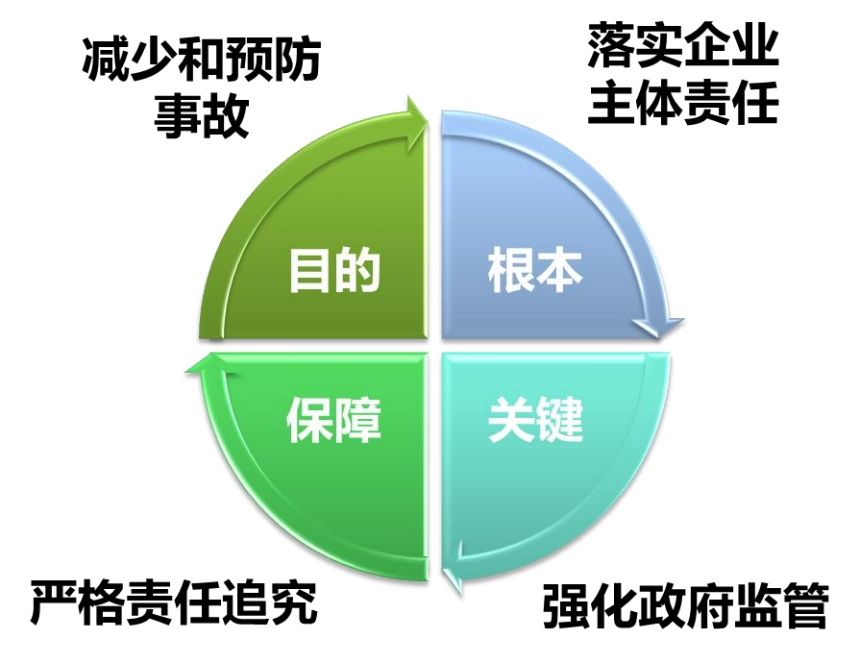 减少和预防
事故
落实企业
主体责任
目的
根本
保障
关键
严格责任追究
强化政府监管